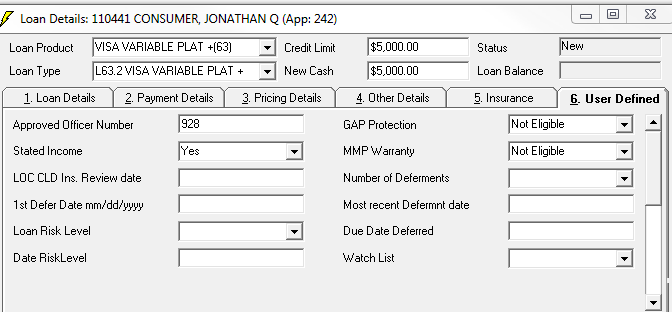 Loan Details: 110441 CONSUMER, JONATHAN Q (App: 242)
Loan Product VISA VARIABLE PLAT +(63) Credit Limit $5,000.00 Status New
Loan Type L63.2 VISA VARIABLE PLAT + New Cash $5,000.00 Loan Balance
1. Loan Details 2. Payment Details 3. Pricing Details 4. Other Details 5. Insurance 6. User Defined
Approved Officer Number 928 GAP Protection Not Eligible
Stated Income Yes MMP Warranty Not Eligible
LOC CLD Ins. Review date Number of Deferments
1st Defer Date mm/dd/yyyy Most recent Defermnt date
Loan Risk Level Due Date Deferred
Date RiskLevel Watch List